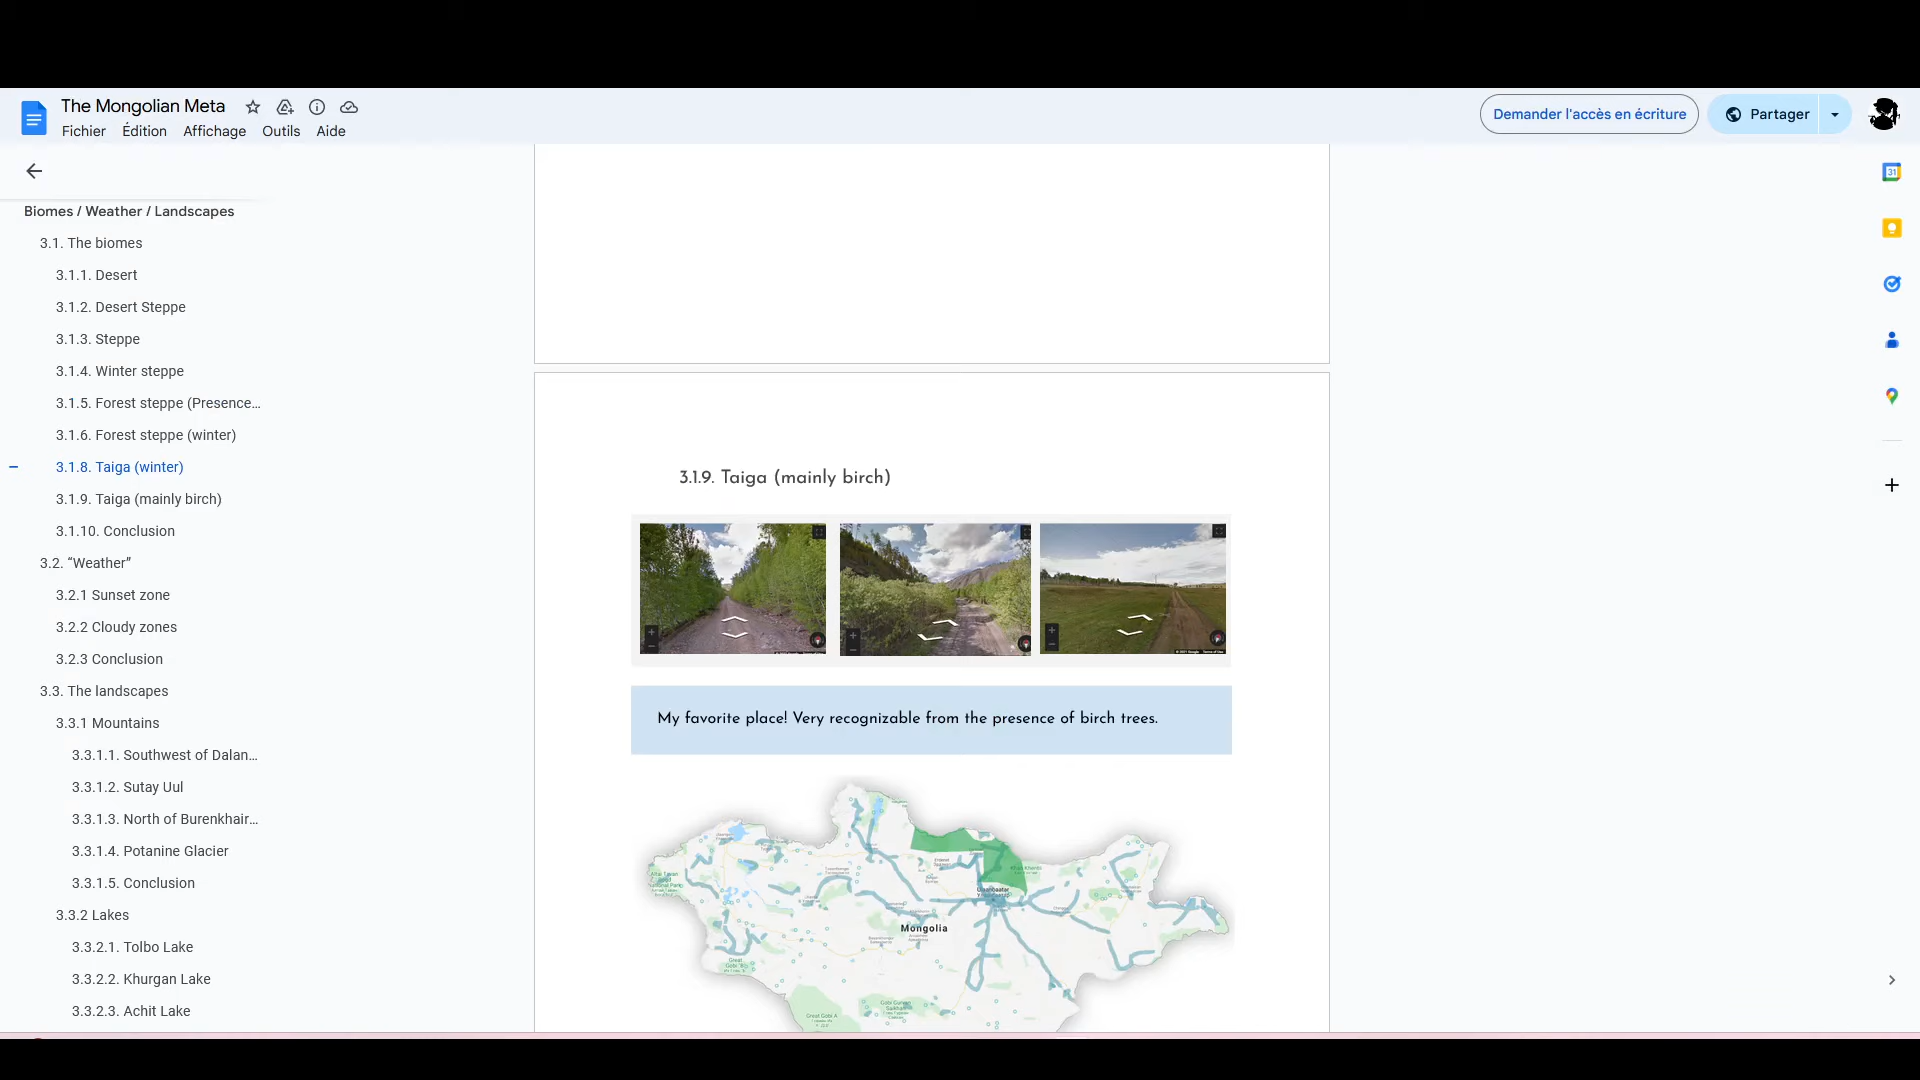 The Mongolian Meta
Fichier Édition Affichage Outils Aide
Demander l'accès en écriture
Partager
31
Biomes / Weather / Landscapes
3.1. The biomes
3.1.1. Desert
3.1.2. Desert Steppe
3.1.3. Steppe
3.1.4. Winter steppe
3.1.5. Forest steppe (Presence...
3.1.6. Forest steppe (winter)
3.1.8. Taiga (winter)
3.1.9. Taiga (mainly birch)
3.1.10. Conclusion
3.2. “Weather”
3.2.1 Sunset zone
3.2.2 Cloudy zones
3.2.3 Conclusion
3.3. The landscapes
3.3.1 Mountains
3.3.1.1. Southwest of Dalan...
3.3.1.2. Sutay Uul
3.3.1.3. North of Burenkhair...
3.3.1.4. Potanine Glacier
3.3.1.5. Conclusion
3.3.2 Lakes
3.3.2.1. Tolbo Lake
3.3.2.2. Khurgan Lake
3.3.2.3. Achit Lake
3.1.9. Taiga (mainly birch)
My favorite place! Very recognizable from the presence of birch trees.
Mongolia
Great Gobi A